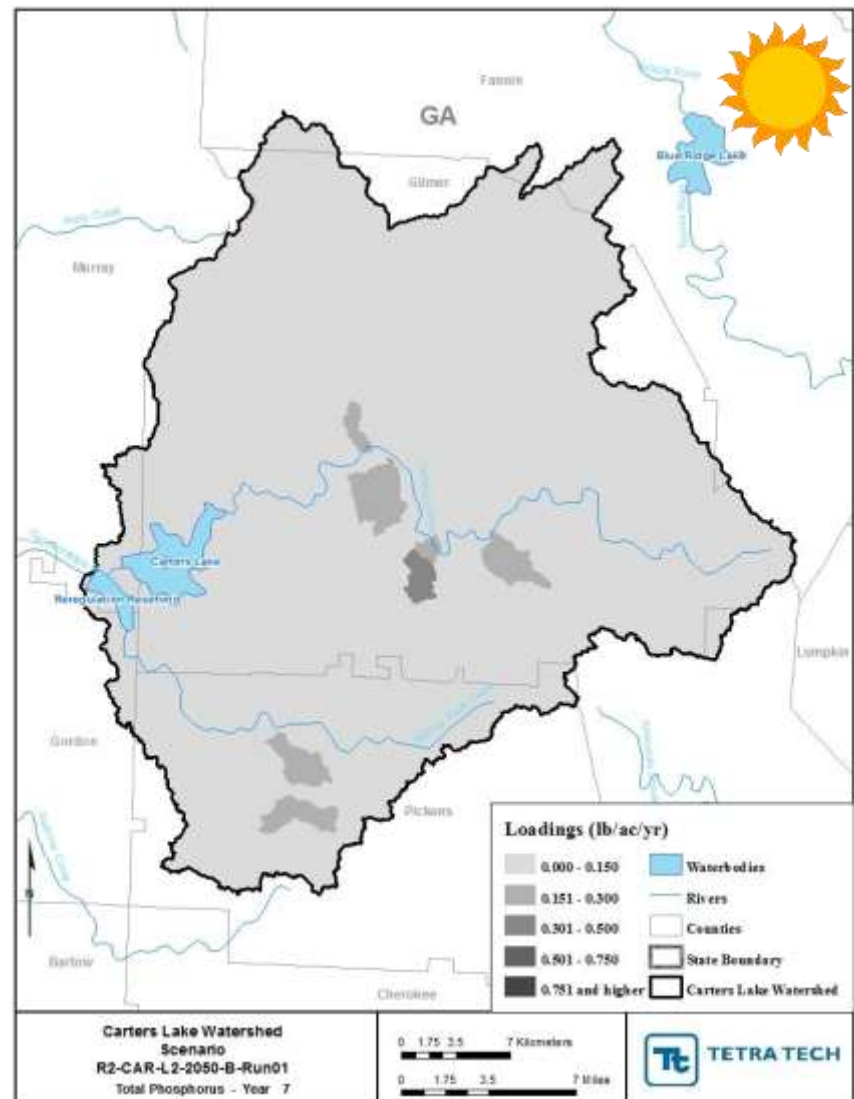 Fannin
GA
Blue Ridge Lake
Gilmer
Murray
Carters Lake
Reregulation Reservoir
Lumpkin
Gordon
Pickens
N
Bartow
Cherokee
Loadings (lb/ac/yr)
0.000 - 0.150
0.151 - 0.300
0.301 - 0.500
0.501 - 0.750
0.751 and higher
Waterbodies
Rivers
Counties
State Boundary
Carters Lake Watershed
Carters Lake Watershed
Scenario
R2-CAR-L2-2050-B-Run01
Total Phosphorus - Year 7
0 1.75 3.5 7 Kilometers
0 1.75 3.5 7 Miles
Tt
TETRA TECH